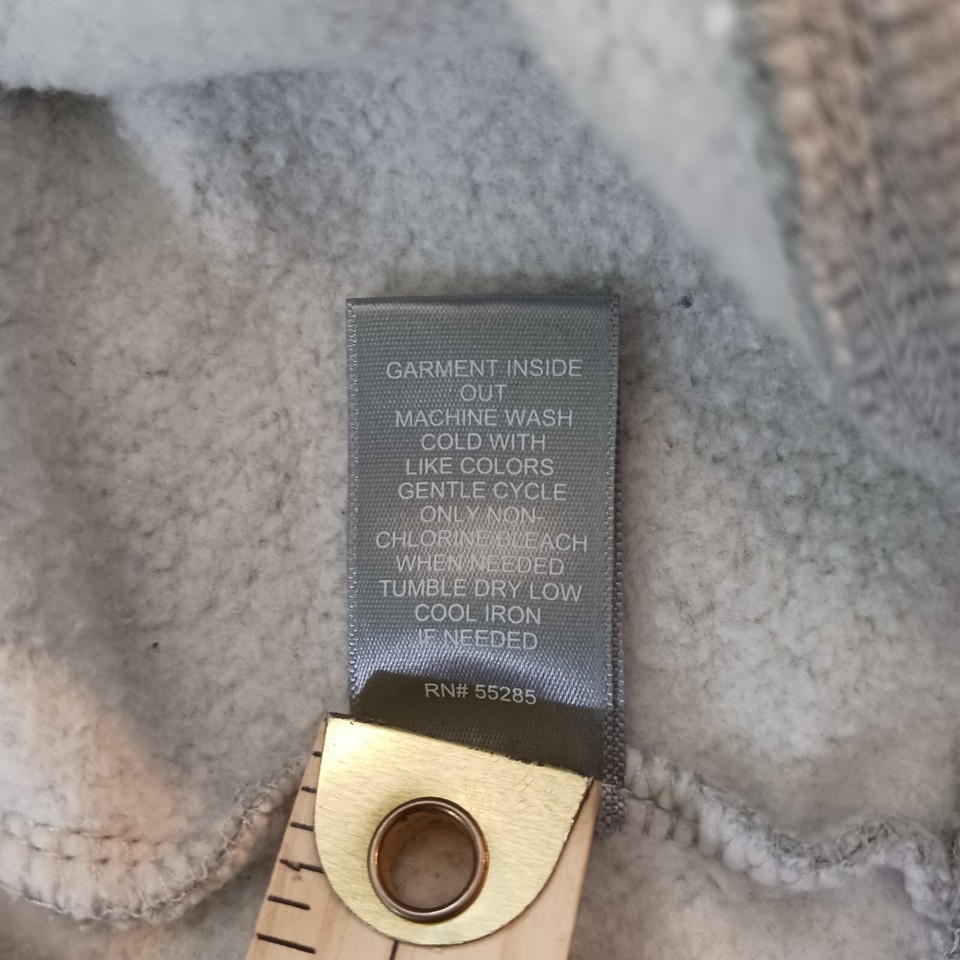 GARMENT INSIDE
OUT
MACHINE WASH
COLD WITH
LIKE COLORS
GENTLE CYCLE
ONLY NON-
CHLORINE BLEACH
WHEN NEEDED
TUMBLE DRY LOW
COOL IRON
IF NEEDED
RN# 55285